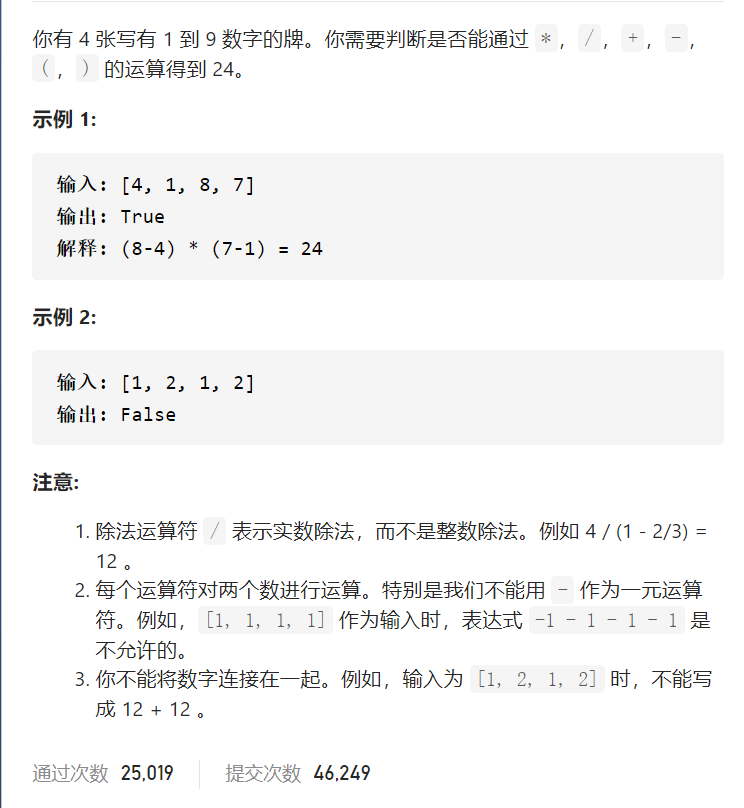 你有 4 张写有 1 到 9 数字的牌。你需要判断是否能通过 *，/，+，-，
(，) 的运算得到 24。
示例 1:
输入: [4, 1, 8, 7]
输出: True
解释: (8-4) * (7-1) = 24
示例 2:
输入: [1, 2, 1, 2]
输出: False
注意:
1. 除法运算符 / 表示实数除法，而不是整数除法。例如 4 / (1 - 2/3) =
12 。
2. 每个运算符对两个数进行运算。特别是我们不能用 - 作为一元运算
符。例如，[1, 1, 1, 1] 作为输入时，表达式 -1 - 1 - 1 - 1 是
不允许的。
3. 你不能将数字连接在一起。例如，输入为 [1, 2, 1, 2] 时，不能写
成 12 + 12 。
通过次数 25,019 提交次数 46,249